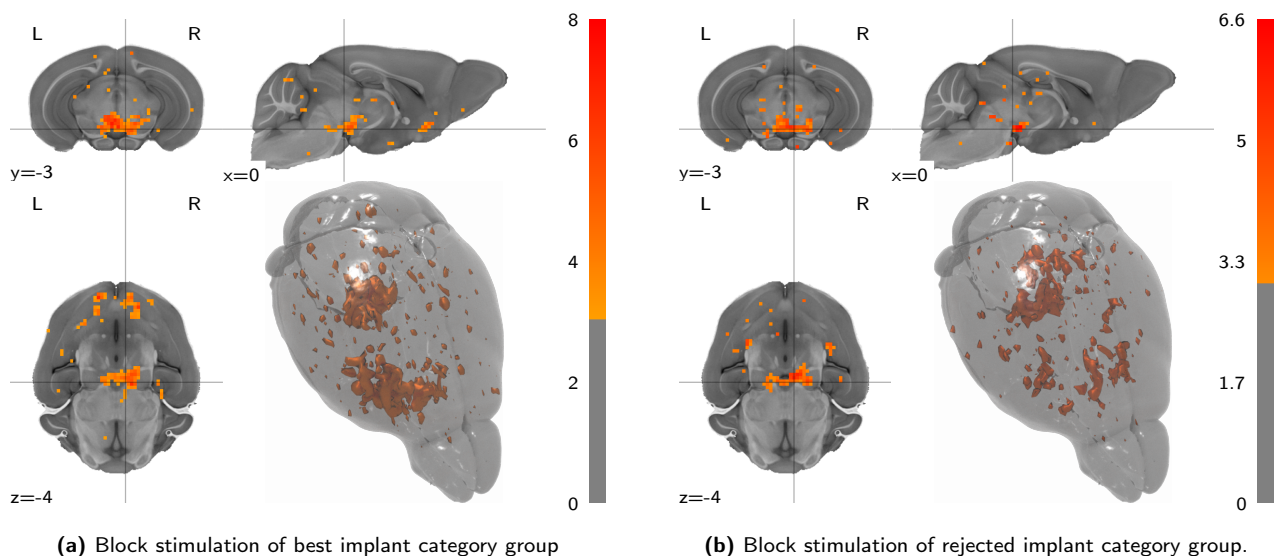 L R
y=-3
x=0
L R
z=-4
8
6
4
2
0
(a) Block stimulation of best implant category group
L R
y=-3
x=0
L R
z=-4
6.6
5
3.3
1.7
0
(b) Block stimulation of rejected implant category group.